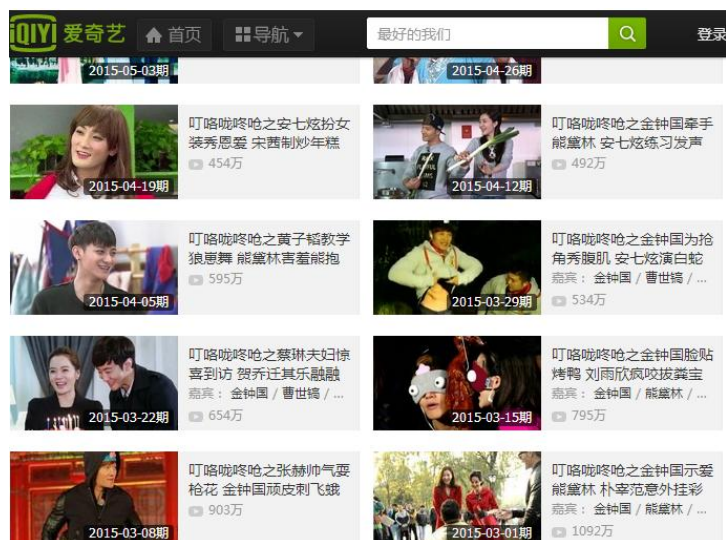 iQIYI 爱奇艺 首页 导航 最好的我们 登录
2015-05-03期
2015-04-26期
叮咯咙咚呛之安七炫扮女
装秀恩爱 宋茜制炒年糕
454万
2015-04-19期
叮咯咙咚呛之金钟国牵手
熊黛林 安七炫练习发声
492万
2015-04-12期
叮咯咙咚呛之黄子韬教学
狼崽舞 熊黛林害羞熊抱
595万
2015-04-05期
叮咯咙咚呛之金钟国为抢
角秀腹肌 安七炫演白蛇
嘉宾： 金钟国 / 曹世镐 / ...
534万
2015-03-29期
叮咯咙咚呛之蔡琳夫妇惊
喜到访 贺乔迁其乐融融
嘉宾： 金钟国 / 曹世镐 / ...
654万
2015-03-22期
叮咯咙咚呛之金钟国脸贴
烤鸭 刘雨欣疯咬拔粪宝
嘉宾： 金钟国 / 熊黛林 / ...
795万
2015-03-15期
叮咯咙咚呛之张赫帅气耍
枪花 金钟国顽皮刺飞蛾
903万
2015-03-08期
叮咯咙咚呛之金钟国示爱
熊黛林 朴宰范意外挂彩
嘉宾： 金钟国 / 熊黛林 / ...
1092万
2015-03-01期